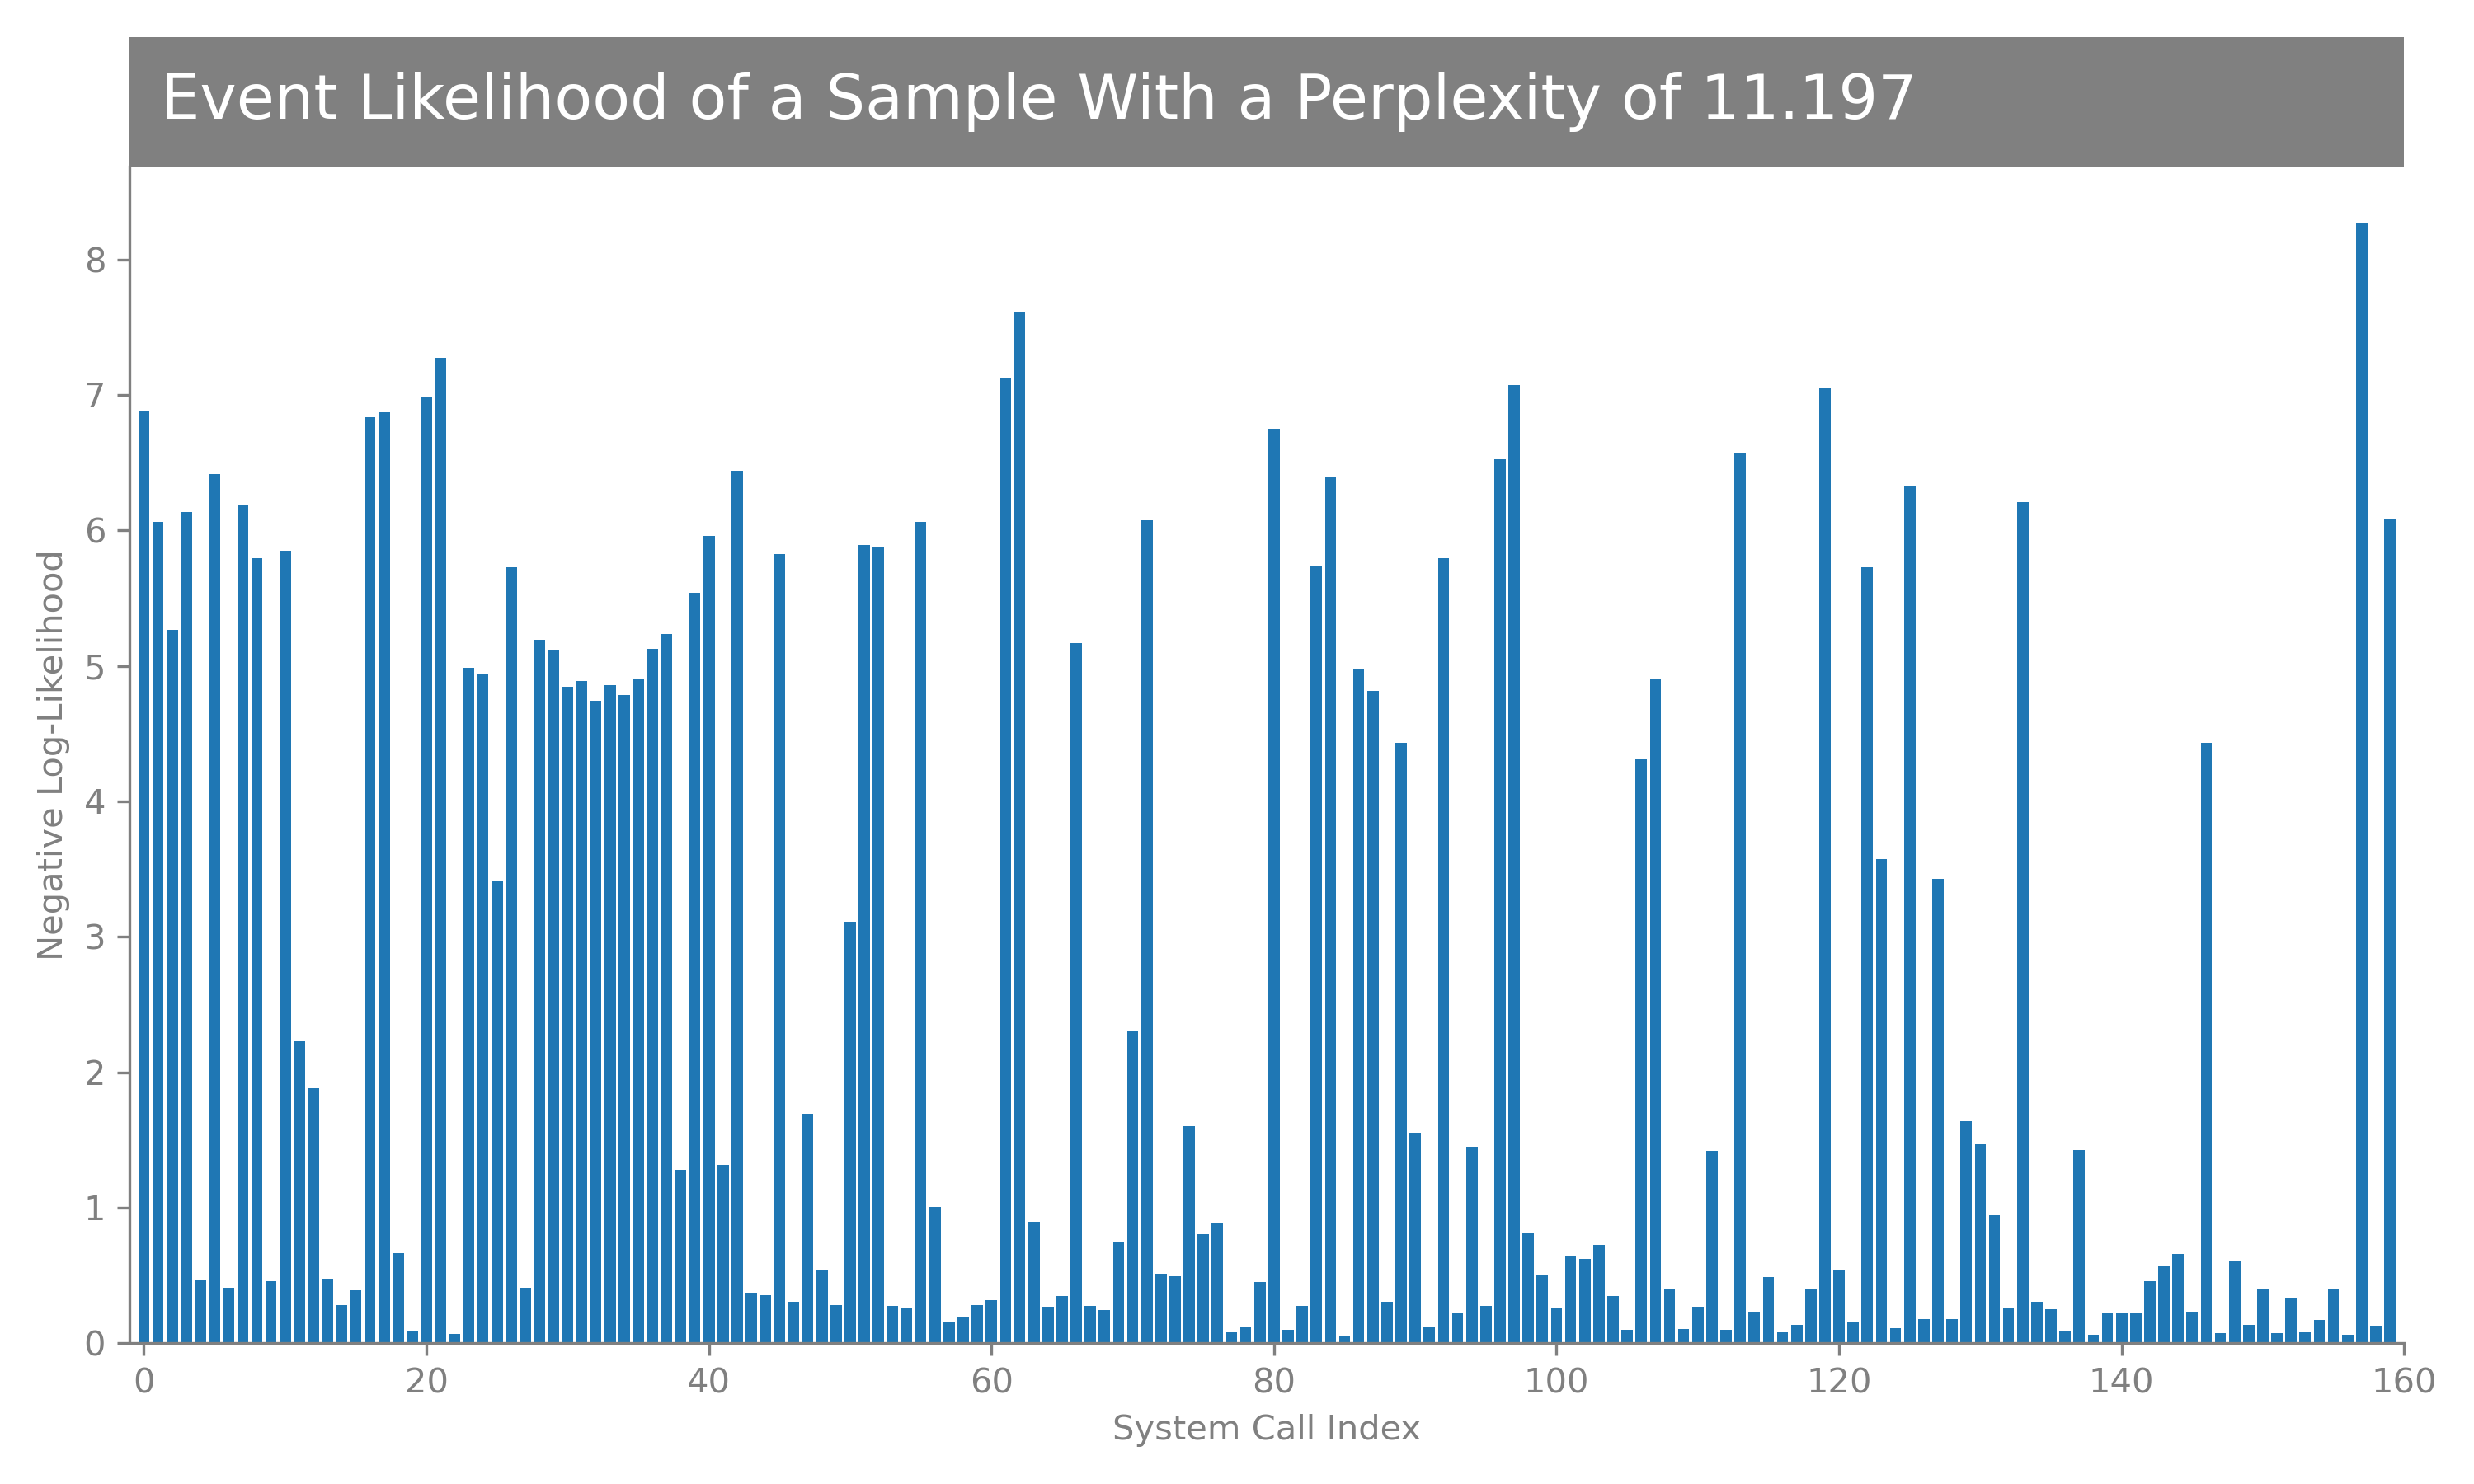 Event Likelihood of a Sample With a Perplexity of 11.197
8
7
6
5
4
3
2
1
0
Negative Log-Likelihood
0 20 40 60 80 100 120 140 160
System Call Index